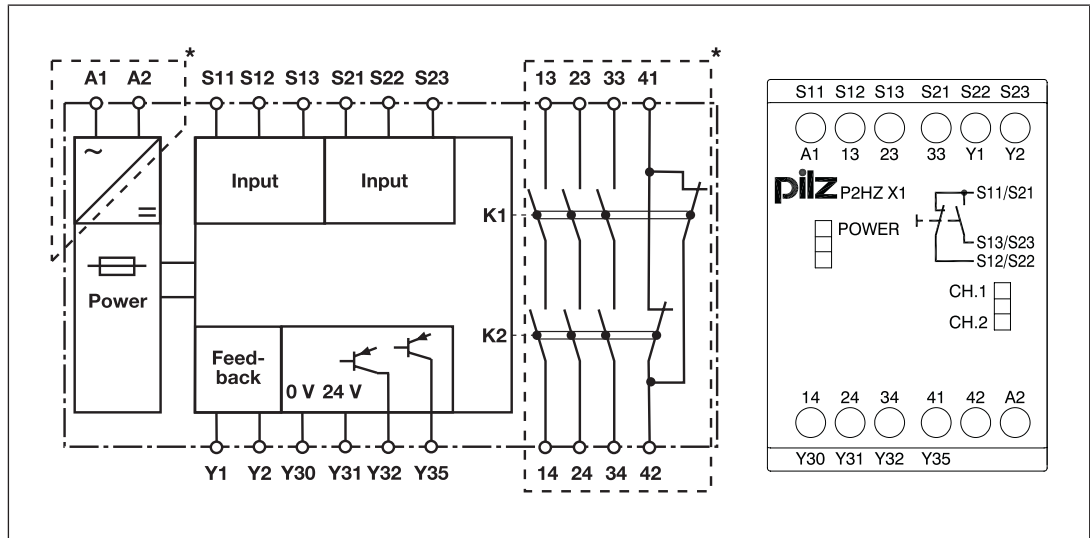 * *
A1 A2 S11 S12 S13 S21 S22 S23 13 23 33 41
~
=
Input Input
K1
Power
K2
Feed-
back
0 V 24 V
Y1 Y2 Y30 Y31 Y32 Y35 14 24 34 42
S11 S12 S13 S21 S22 S23
A1 13 23 33 Y1 Y2
pilz P2HZ X1
S11/S21
POWER
S13/S23
S12/S22
CH.1
CH.2
14 24 34 41 42 A2
Y30 Y31 Y32 Y35